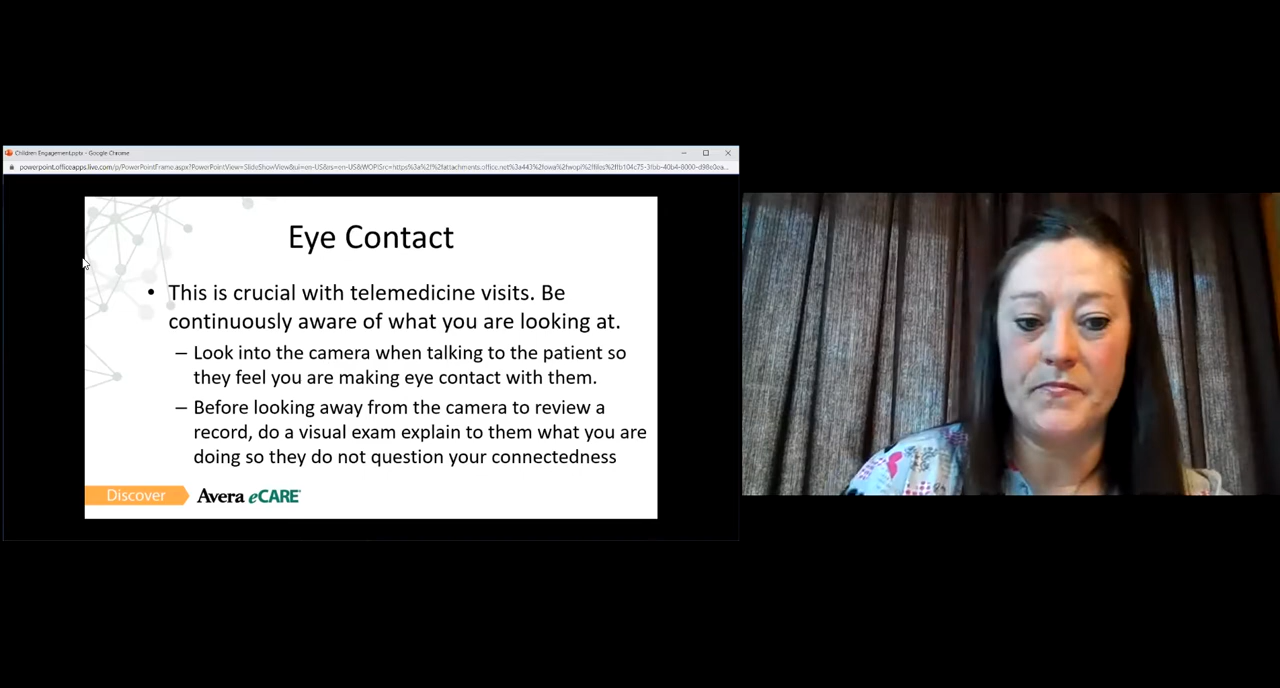 Children Engagement.pptx - Google Chrome
Eye Contact
• This is crucial with telemedicine visits. Be
continuously aware of what you are looking at.
– Look into the camera when talking to the patient so
they feel you are making eye contact with them.
– Before looking away from the camera to review a
record, do a visual exam explain to them what you are
doing so they do not question your connectedness
Discover Avera eCARE